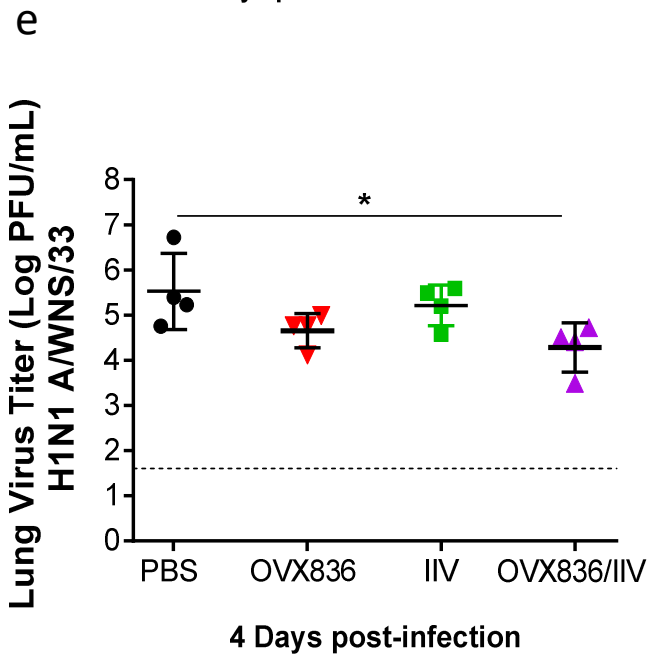 e
Lung Virus Titer (Log PFU/mL)
H1N1 A/WNS/33
8
7
6
5
4
3
2
1
0
*
PBS
OVX836
IIV
OVX836/IIV
4 Days post-infection